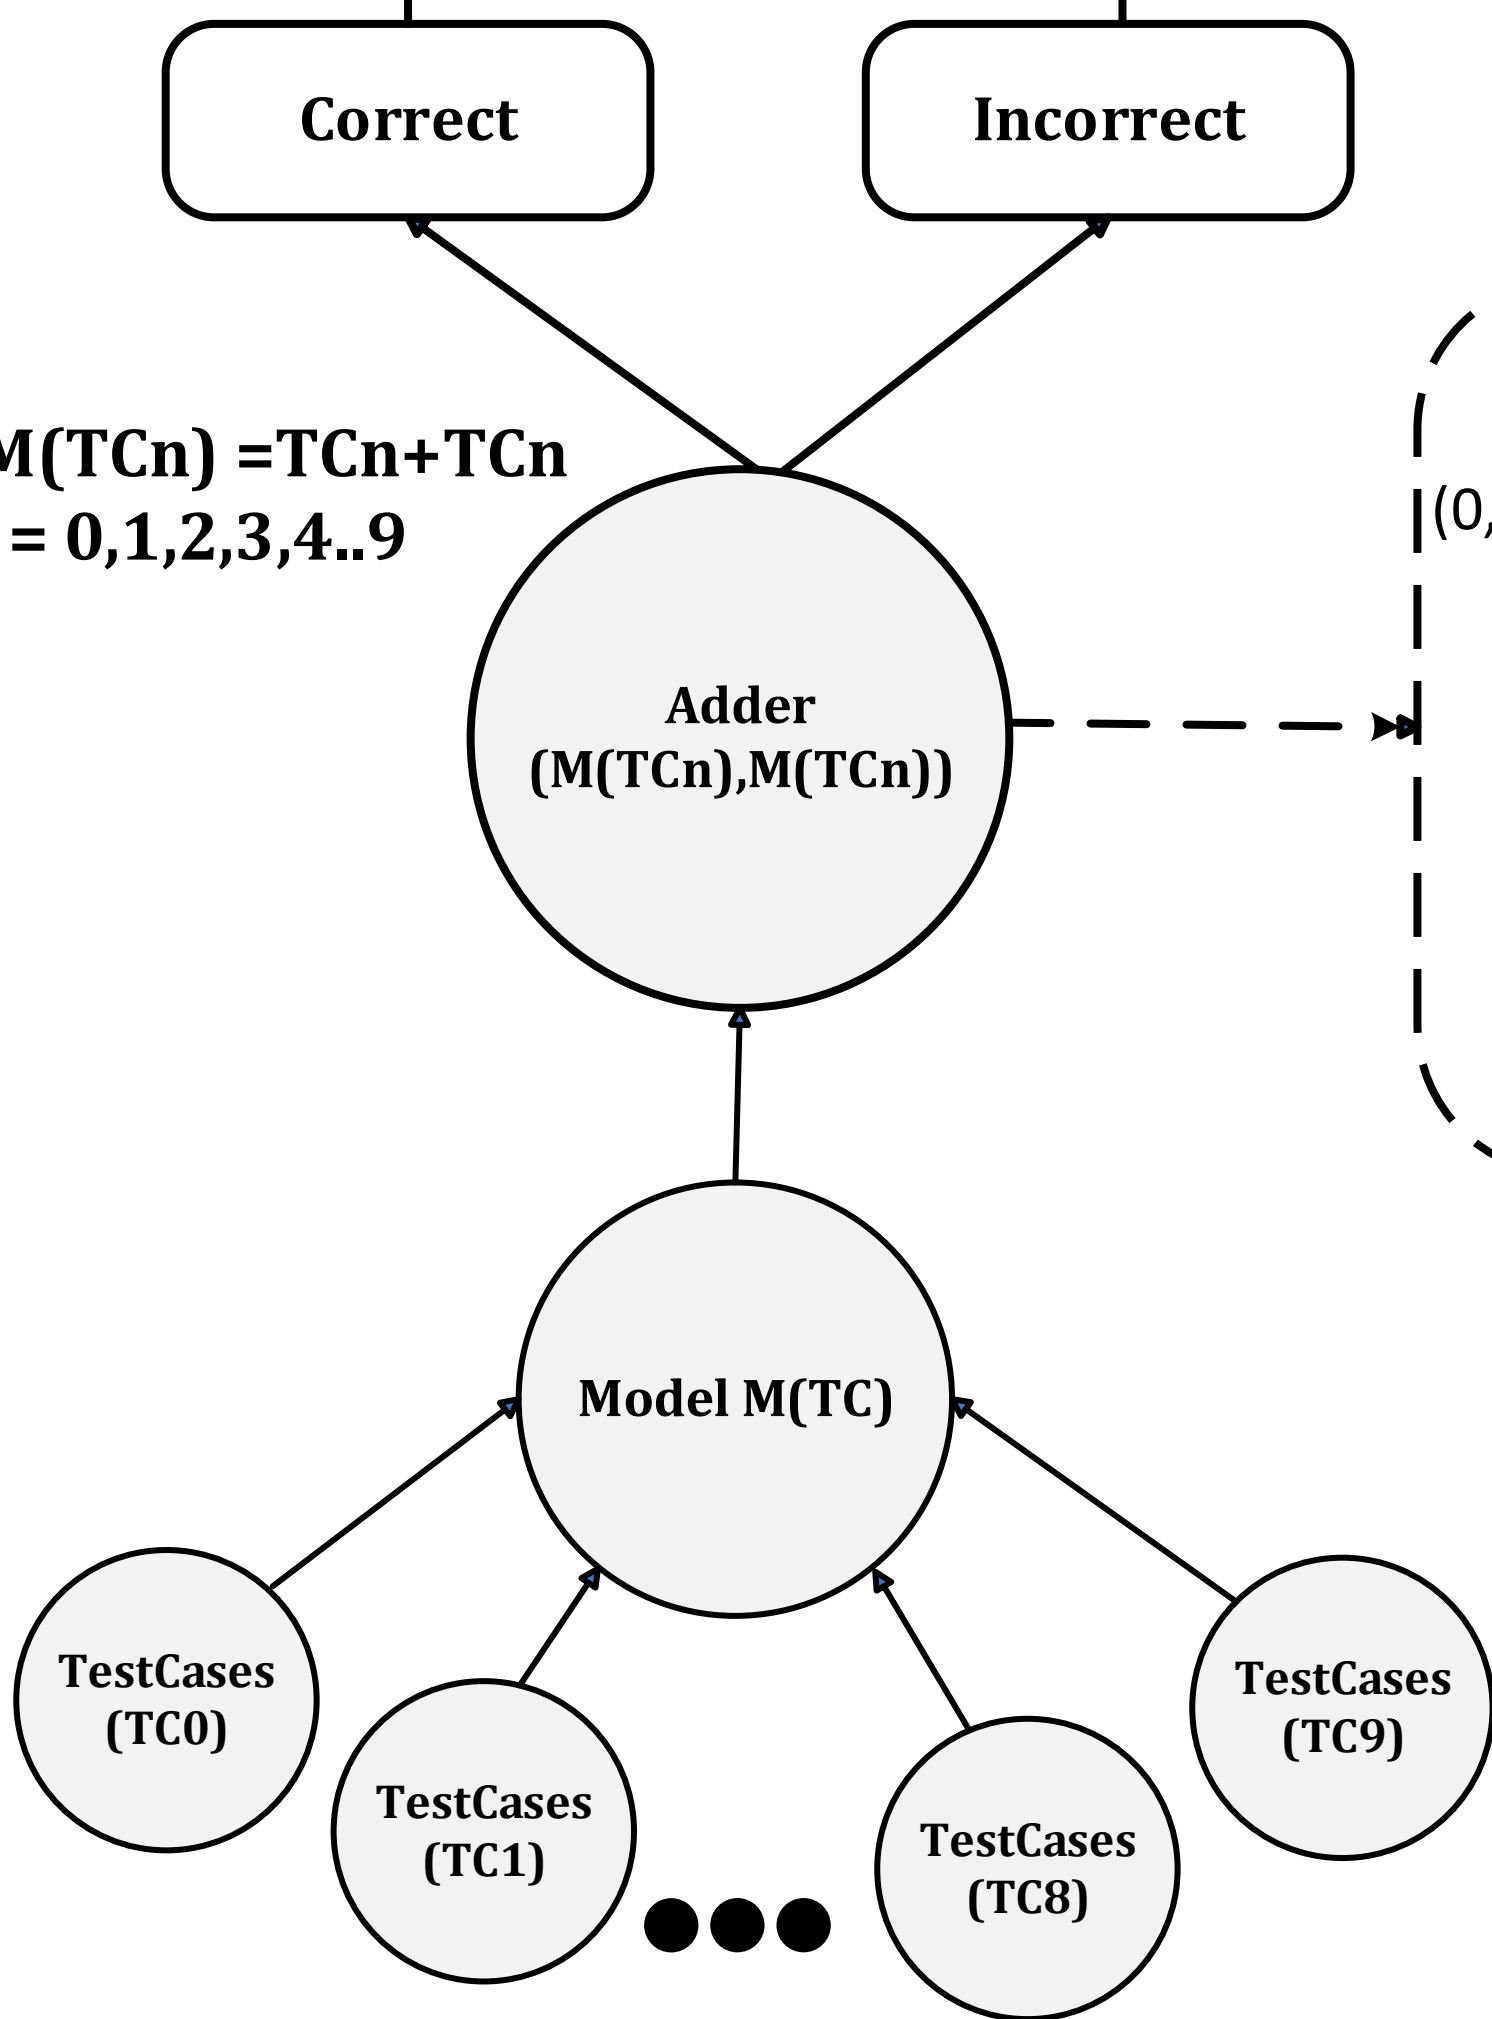 Correct
Incorrect
M(TCn) =TCn+TCn
= 0,1,2,3,4..9
(0,
Adder
(M(TCn),M(TCn))
Model M(TC)
TestCases
(TC0)
TestCases
(TC1)
TestCases
(TC8)
TestCases
(TC9)